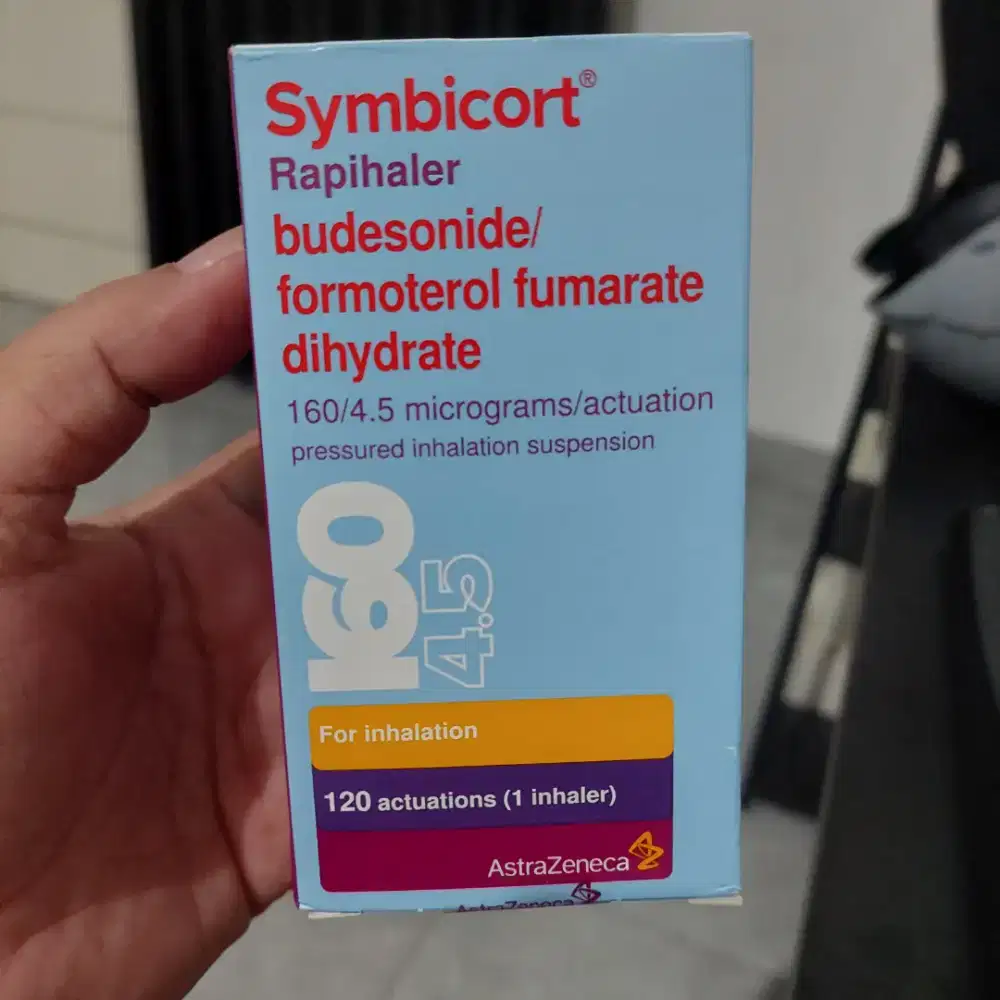 Symbicort®
Rapihaler
budesonide/
formoterol fumarate
dihydrate
160/4.5 micrograms/actuation
pressured inhalation suspension
160
4.5
For inhalation
120 actuations (1 inhaler)
AstraZeneca
AstraZeneca